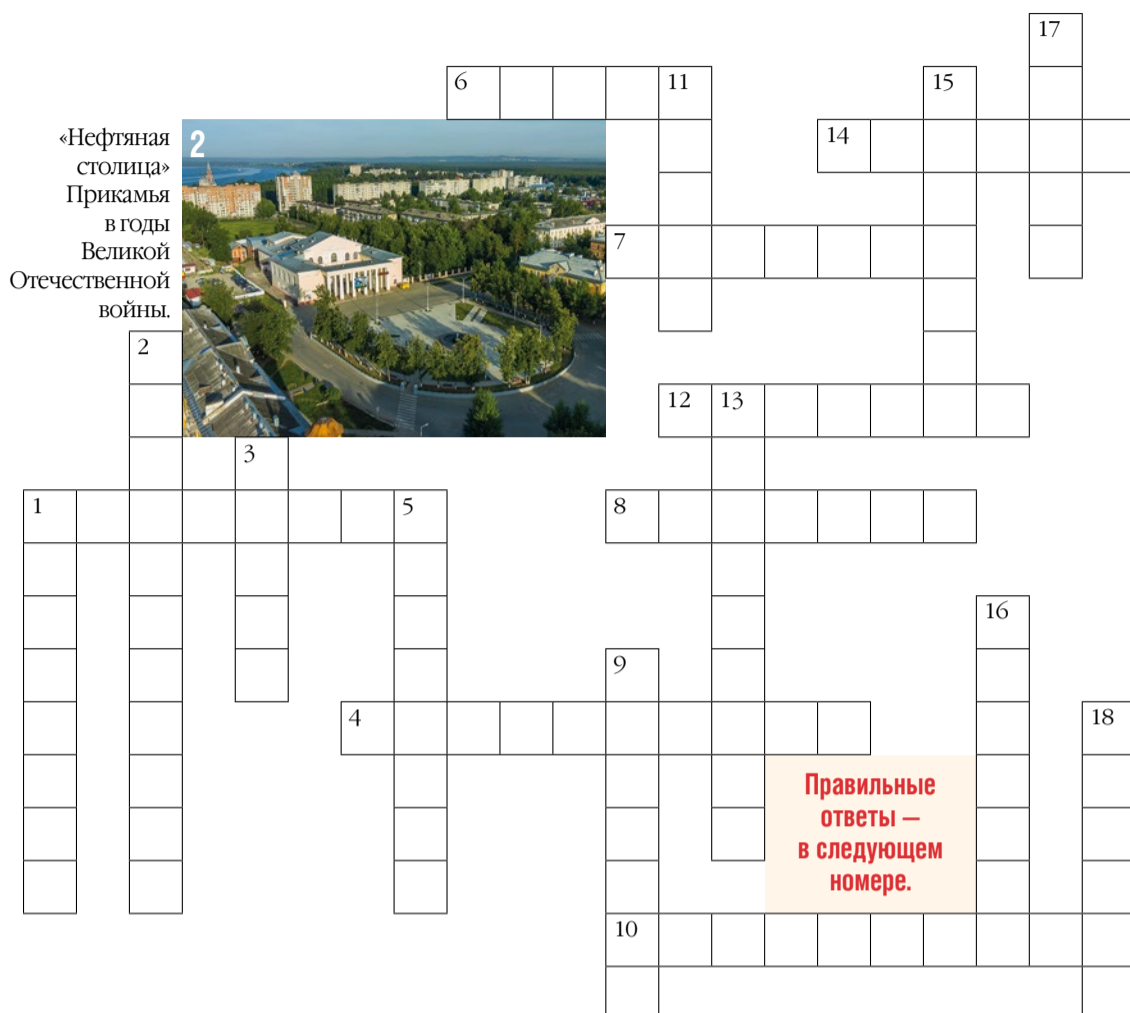 17
6
11
15
«Нефтяная
столица»
Прикамья
в годы
Великой
Отечественной
войны.
2
14
7
2
12
13
3
1
5
8
16
9
4
18
Правильные
ответы —
в следующем
номере.
10